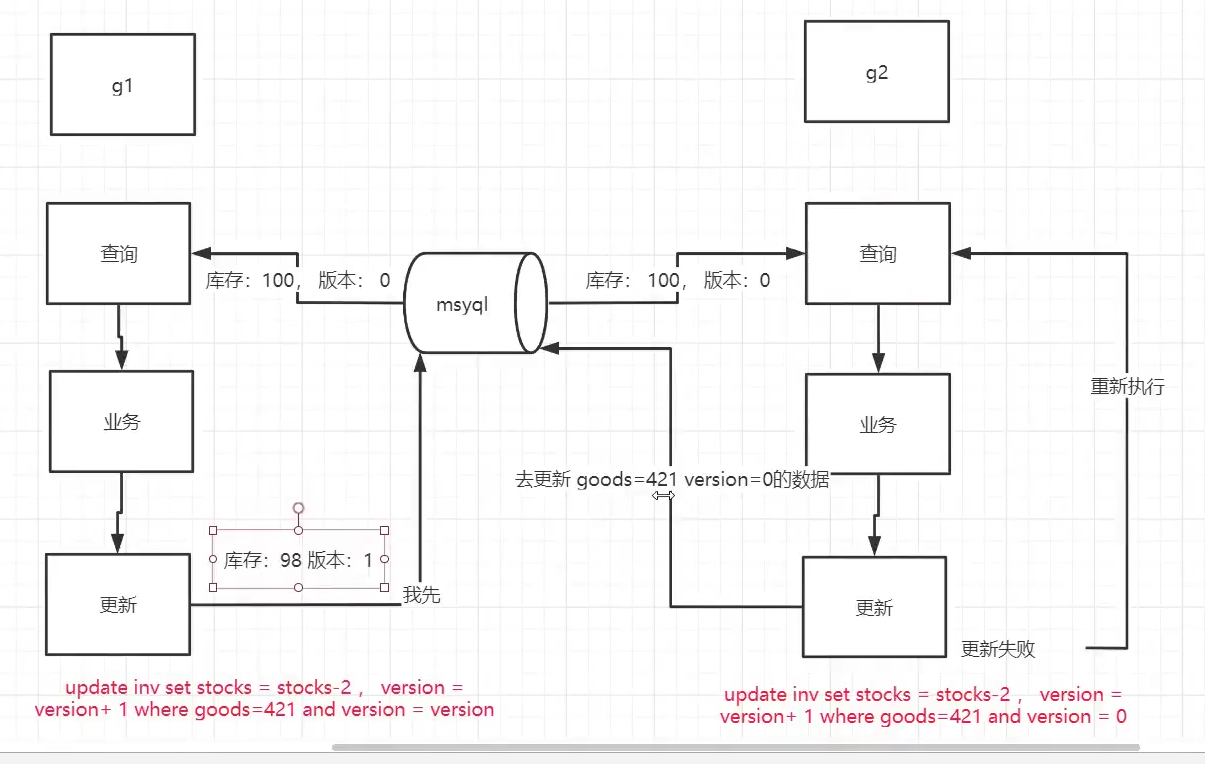 g1
g2
查询
库存：100， 版本： 0
msyql
库存： 100， 版本：0
查询
重新执行
业务
业务
去更新 goods=421 version=0的数据
库存：98 版本：1
我先
更新
更新
更新失败
update inv set stocks = stocks-2 ， version =
version+ 1 where goods=421 and version = version
update inv set stocks = stocks-2 ， version =
version+ 1 where goods=421 and version = 0